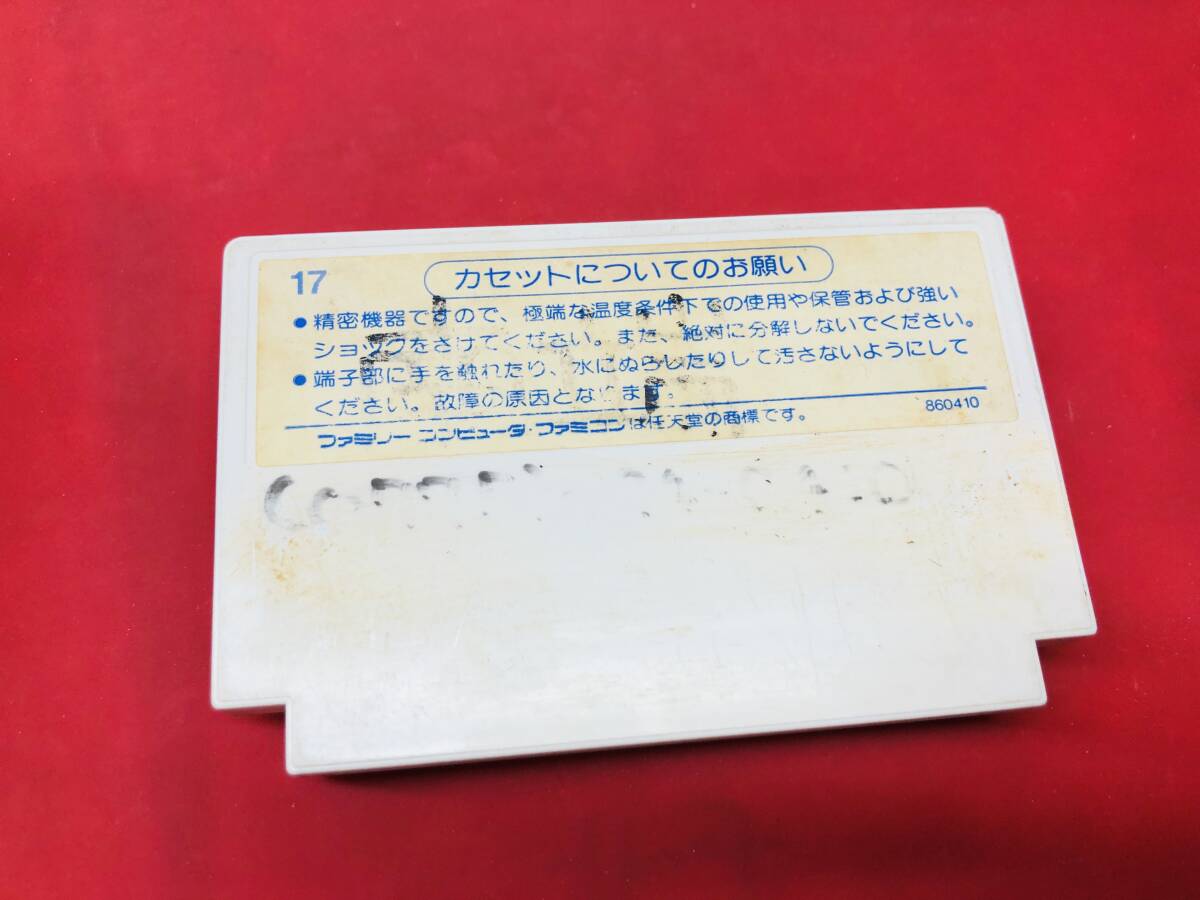 17
カセットについてのお願い
●精密機器ですので、極端な温度条件下での使用や保管および強い
ショックをさけてください。また、絶対に分解しないでください。
●端子部に手を触れたり、水にぬらしたりして汚さないようにして
ください。故障の原因となります。
860410
ファミリーコンピュータ・ファミコンは任天堂の商標です。